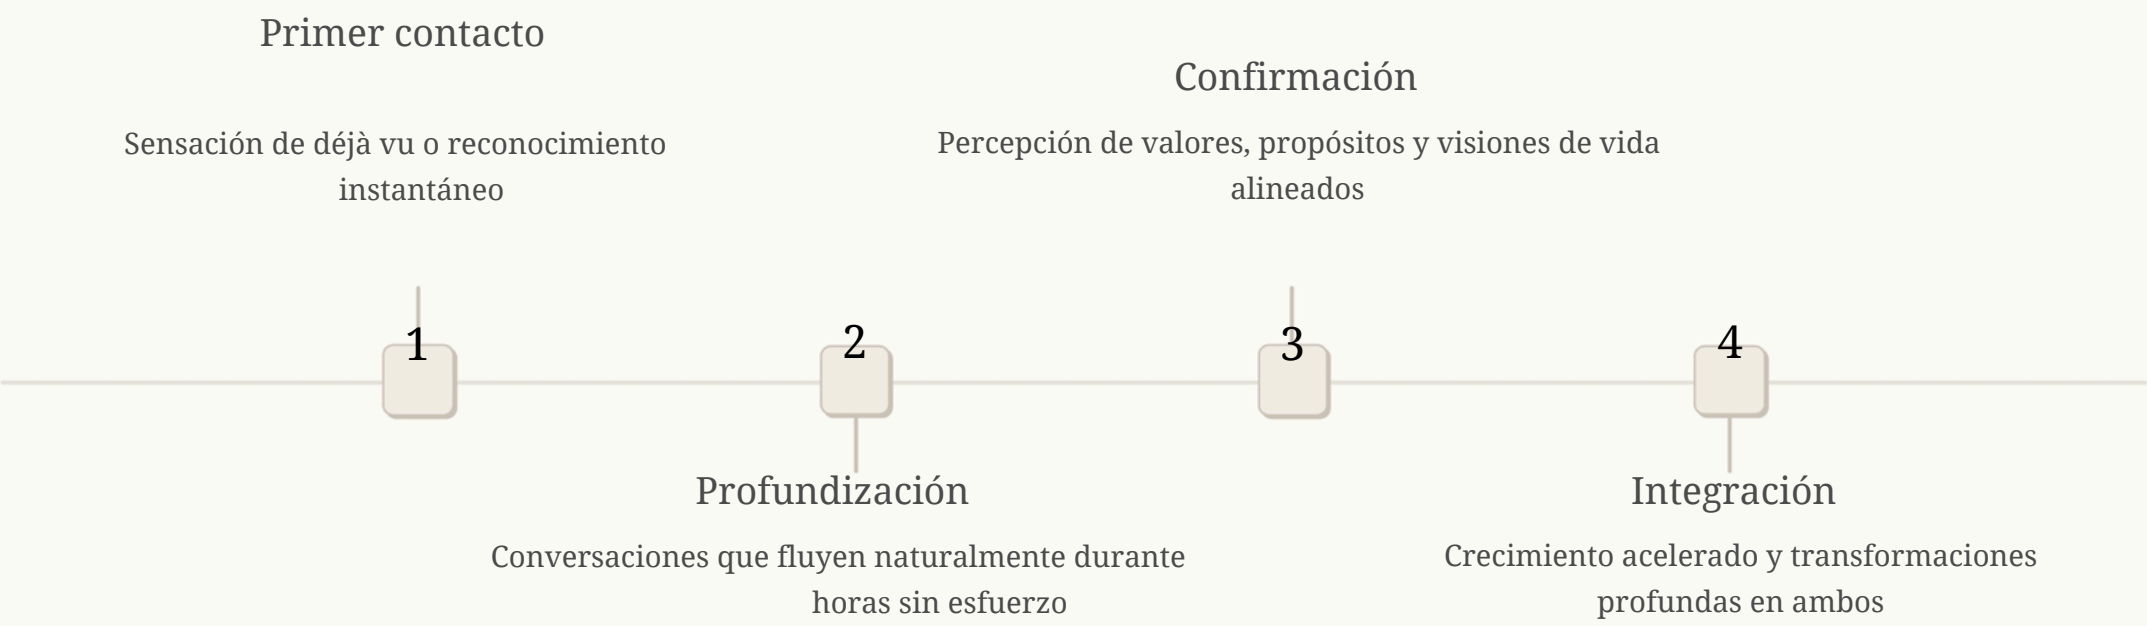 Primer contacto
Sensación de déjà vu o reconocimiento
instantáneo
Confirmación
Percepción de valores, propósitos y visiones de vida
alineados
1
2
3
4
Profundización
Conversaciones que fluyen naturalmente durante
horas sin esfuerzo
Integración
Crecimiento acelerado y transformaciones
profundas en ambos